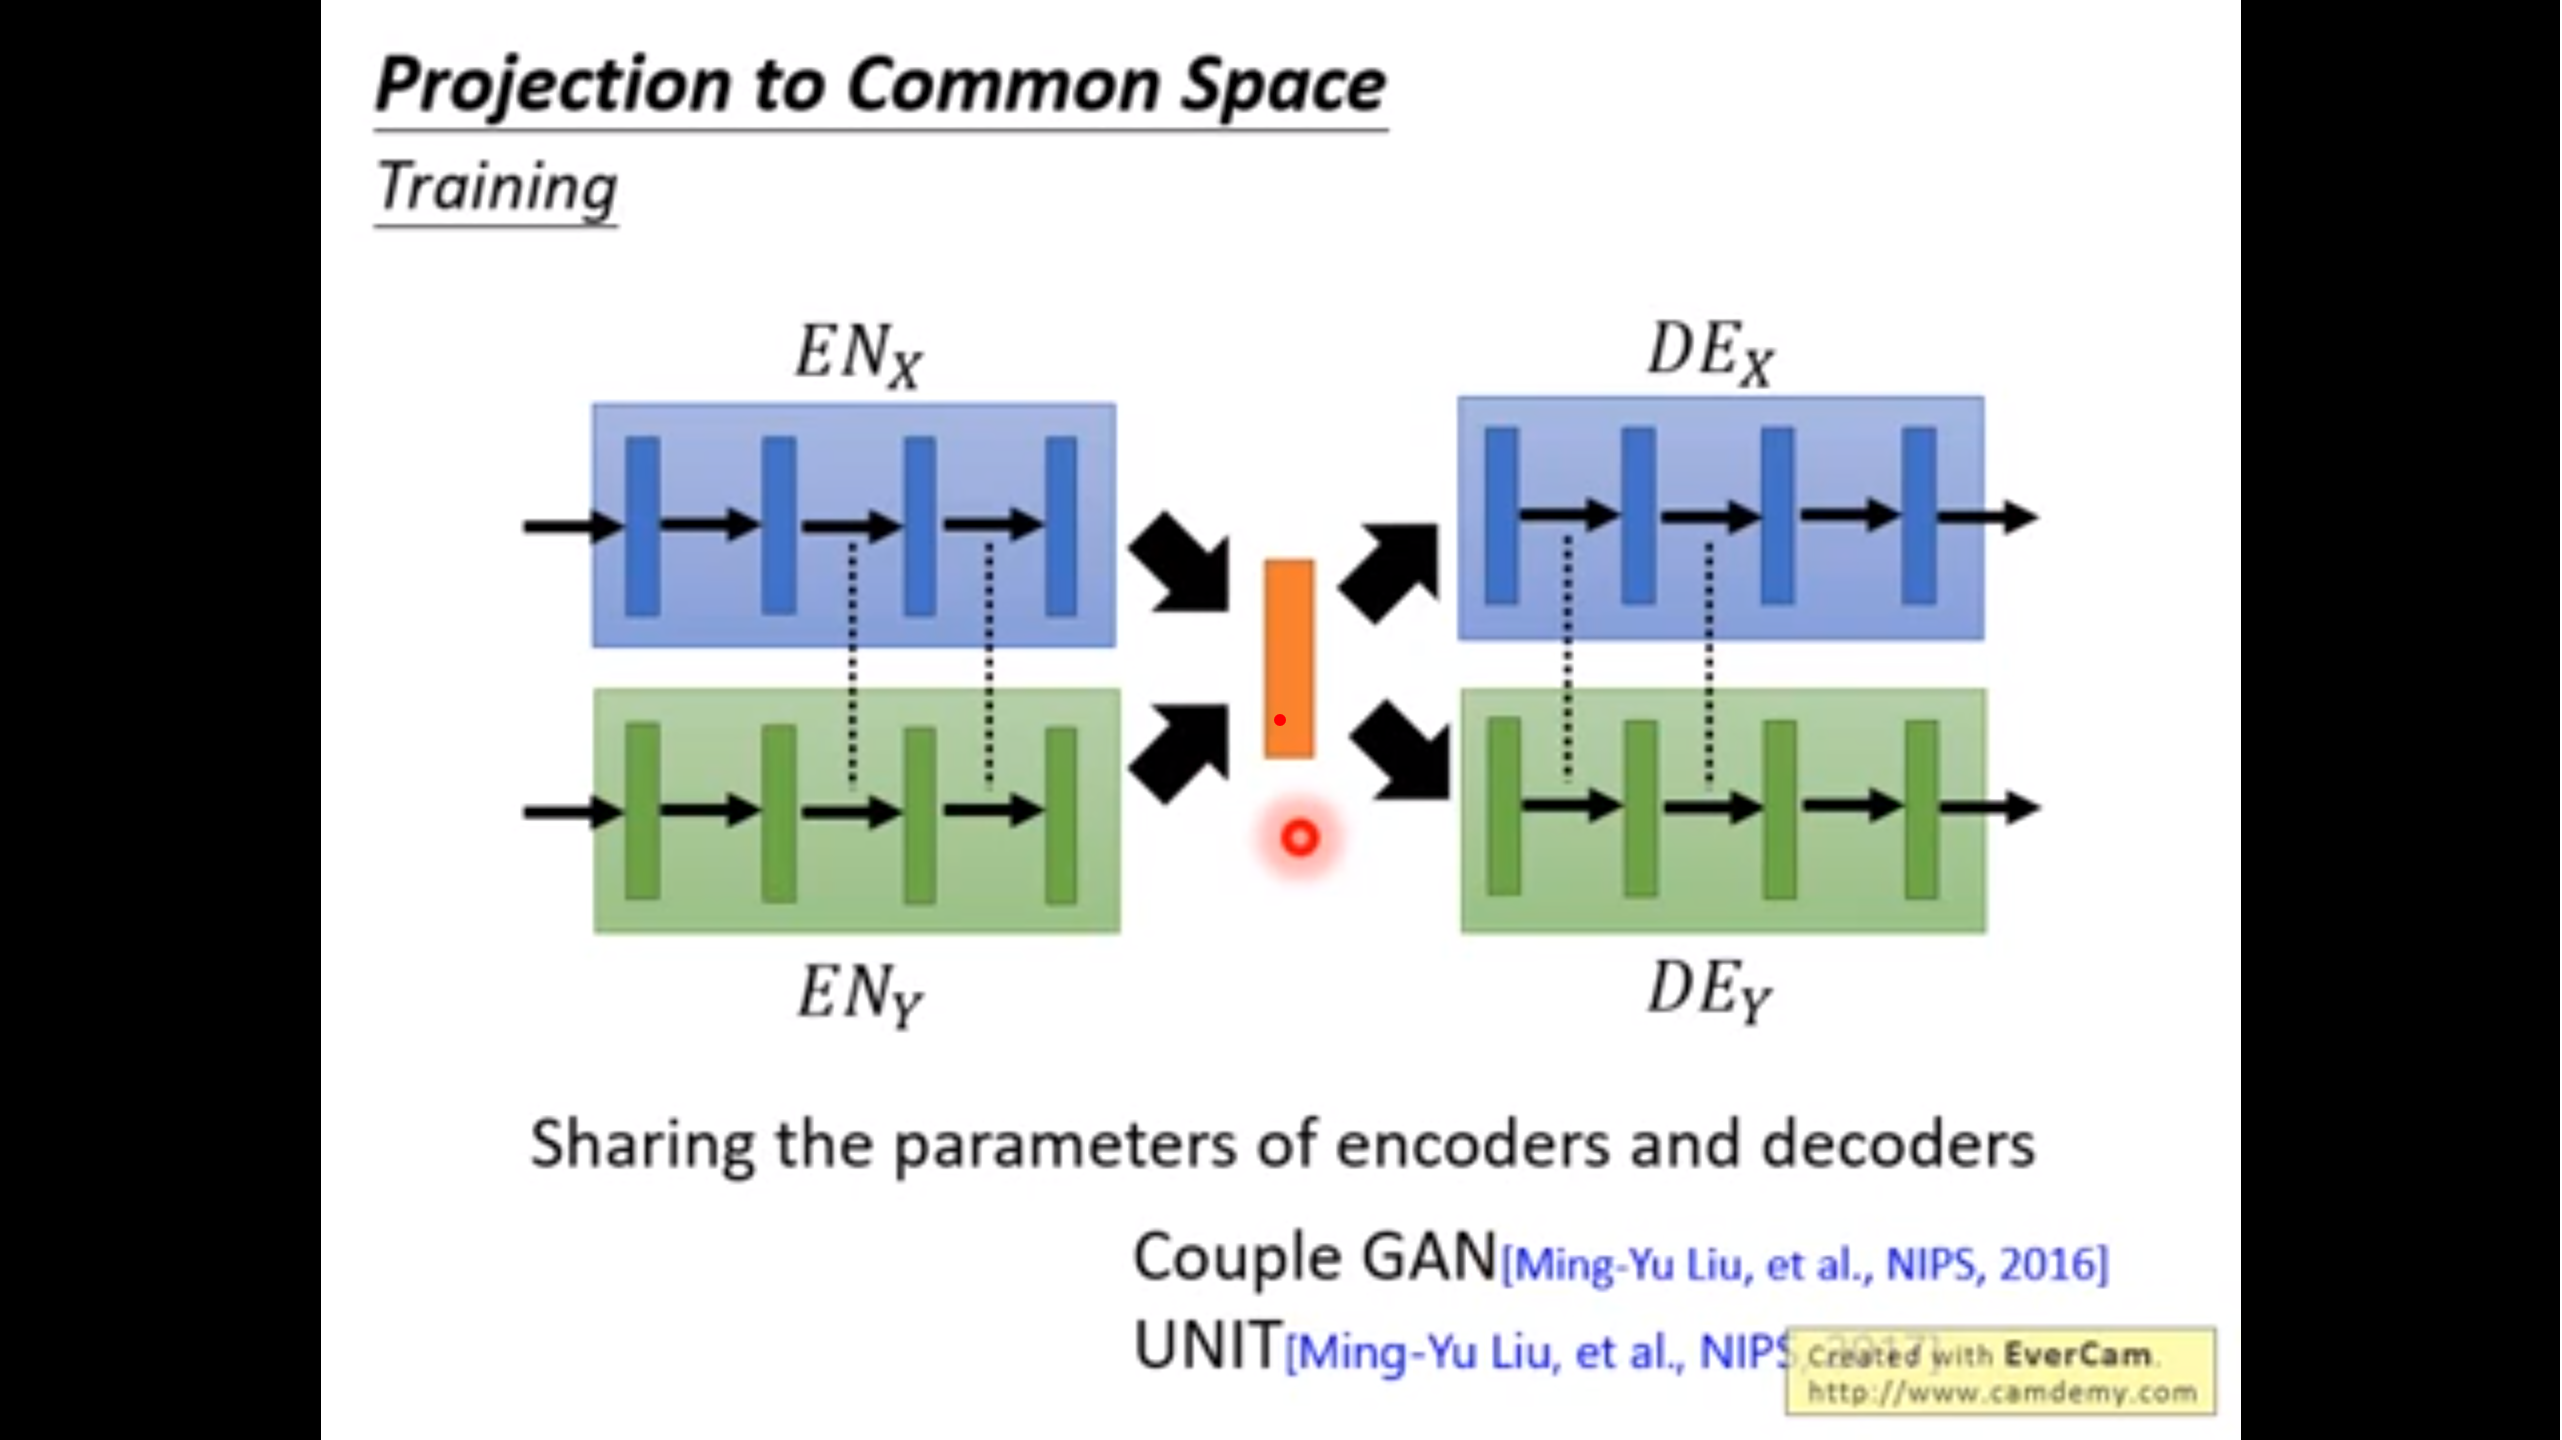 Projection to Common Space
Training
EN_X
DE_X
EN_Y
DE_Y
Sharing the parameters of encoders and decoders
Couple GAN[Ming-Yu Liu, et al., NIPS, 2016]
UNIT[Ming-Yu Liu, et al., NIPS, 2017]
Created with EverCam.
http://www.camdemy.com